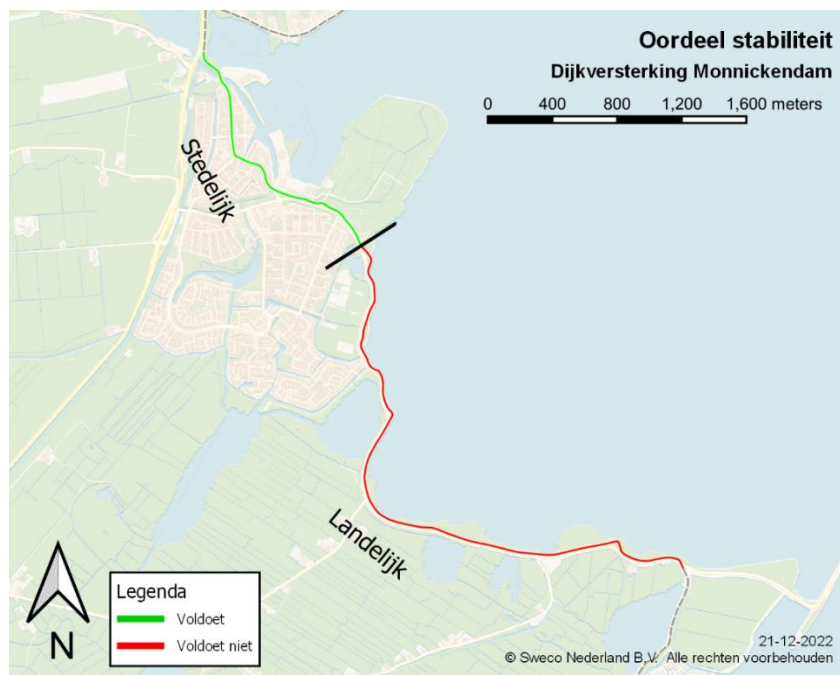 Oordeel stabiliteit
Dijkversterking Monnickendam
0 400 800 1,200 1,600 meters
Stedelijk
Landelijk
N
Legenda
Voldoet
Voldoet niet
21-12-2022
© Sweco Nederland B.V. Alle rechten voorbehouden